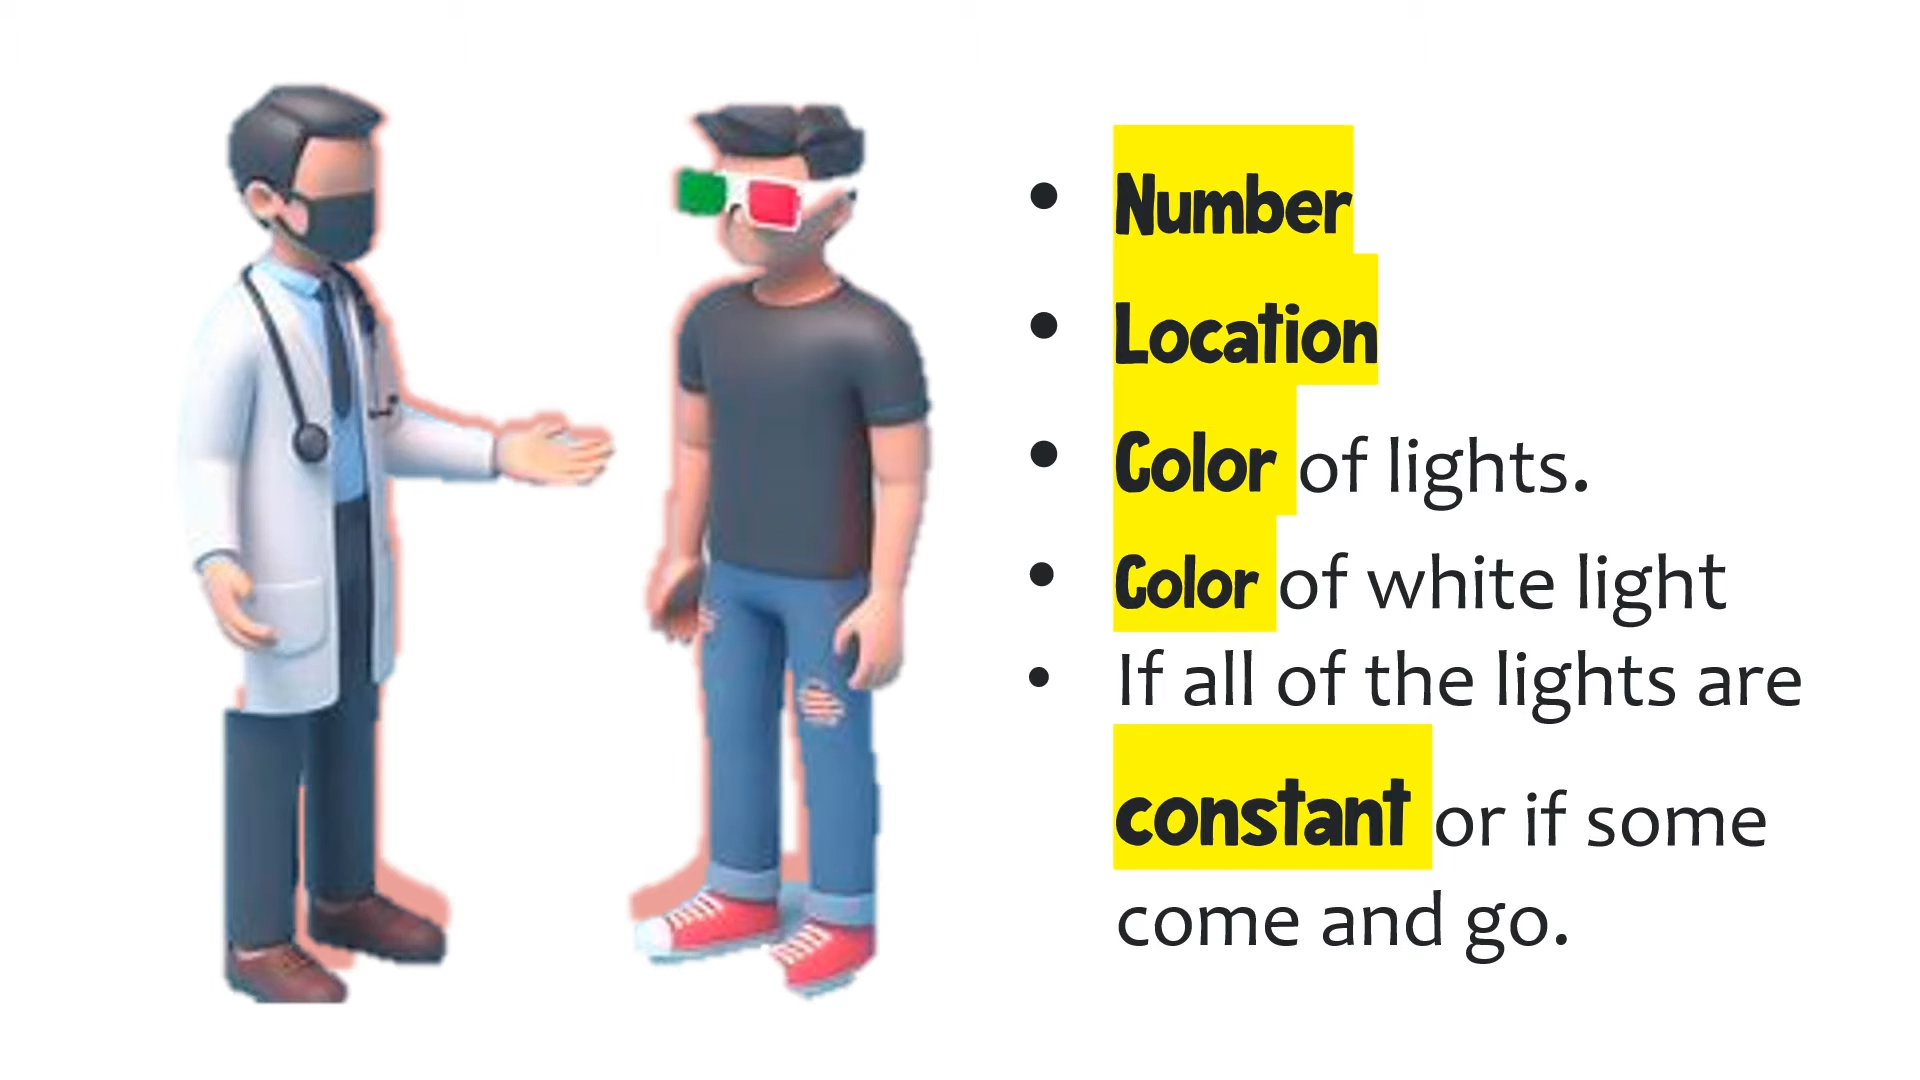 • Number
• Location
• Color of lights.
• Color of white light
• If all of the lights are
constant or if some
come and go.